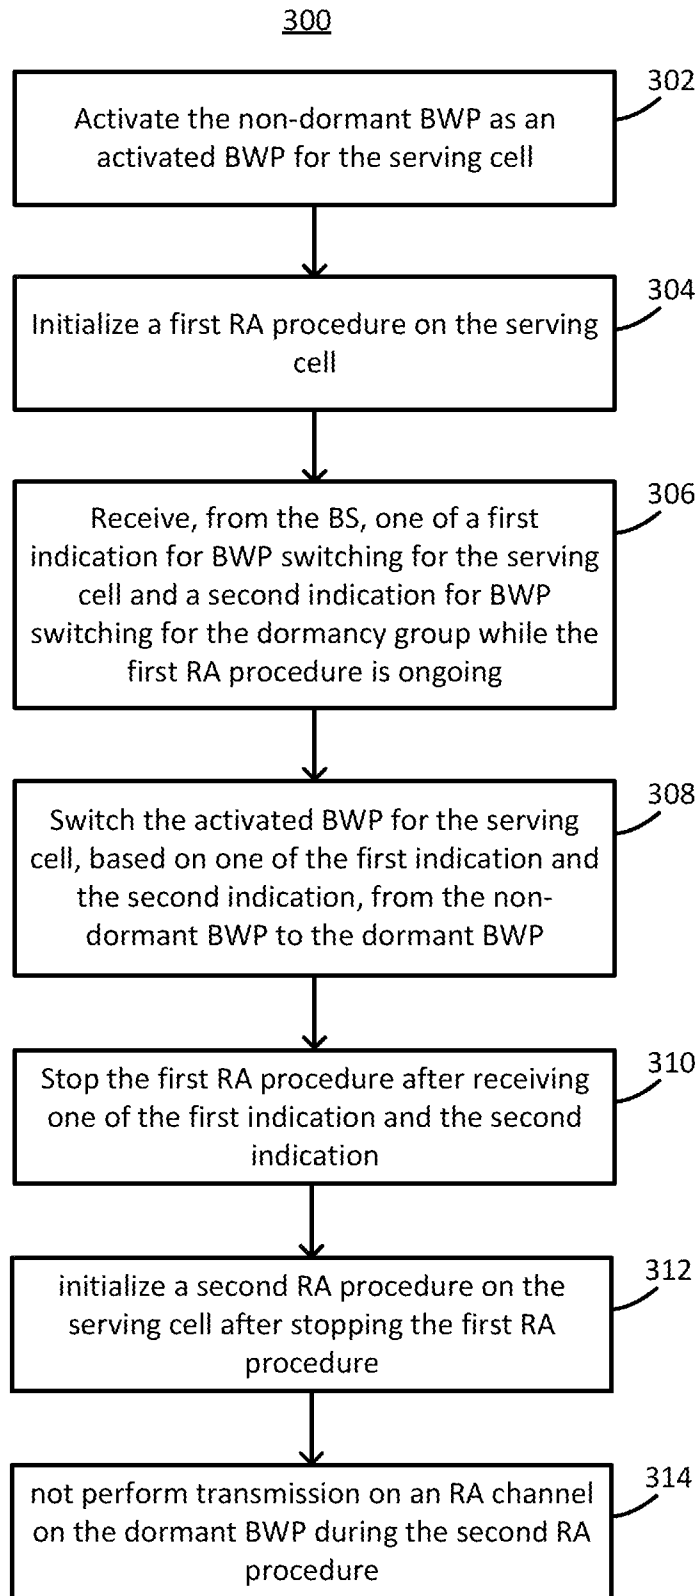 300
302
Activate the non-dormant BWP as an
activated BWP for the serving cell
304
Initialize a first RA procedure on the serving
cell
306
Receive, from the BS, one of a first
indication for BWP switching for the serving
cell and a second indication for BWP
switching for the dormancy group while the
first RA procedure is ongoing
308
Switch the activated BWP for the serving
cell, based on one of the first indication and
the second indication, from the non-
dormant BWP to the dormant BWP
310
Stop the first RA procedure after receiving
one of the first indication and the second
indication
312
initialize a second RA procedure on the
serving cell after stopping the first RA
procedure
314
not perform transmission on an RA channel
on the dormant BWP during the second RA
procedure